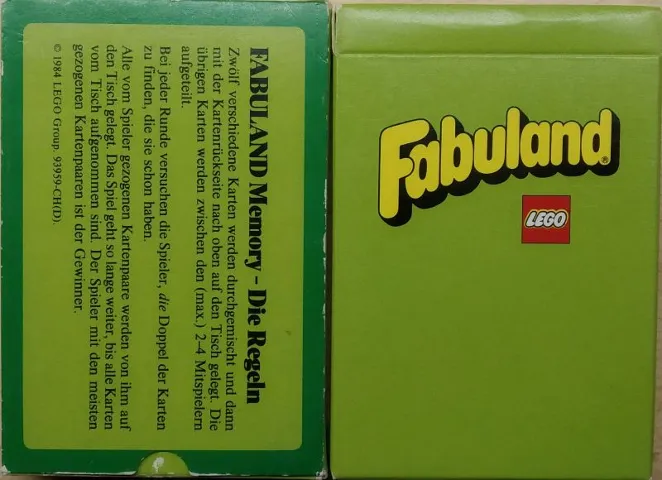 FABULAND Memory - Die Regeln
Zwölf verschiedene Karten werden durchgemischt und dann
mit der Kartenrückseite nach oben auf den Tisch gelegt. Die
übrigen Karten werden zwischen den (max.) 2-4 Mitspielern
aufgeteilt.
Bei jeder Runde versuchen die Spieler, die Doppel der Karten
zu finden, die sie schon haben.
Alle vom Spieler gezogenen Kartenpaare werden von ihm auf
den Tisch gelegt. Das Spiel geht so lange weiter, bis alle Karten
vom Tisch aufgenommen sind. Der Spieler mit den meisten
gezogenen Kartenpaaren ist der Gewinner.
© 1984 LEGO Group. 93959-CH(D).
Fabuland®
LEGO